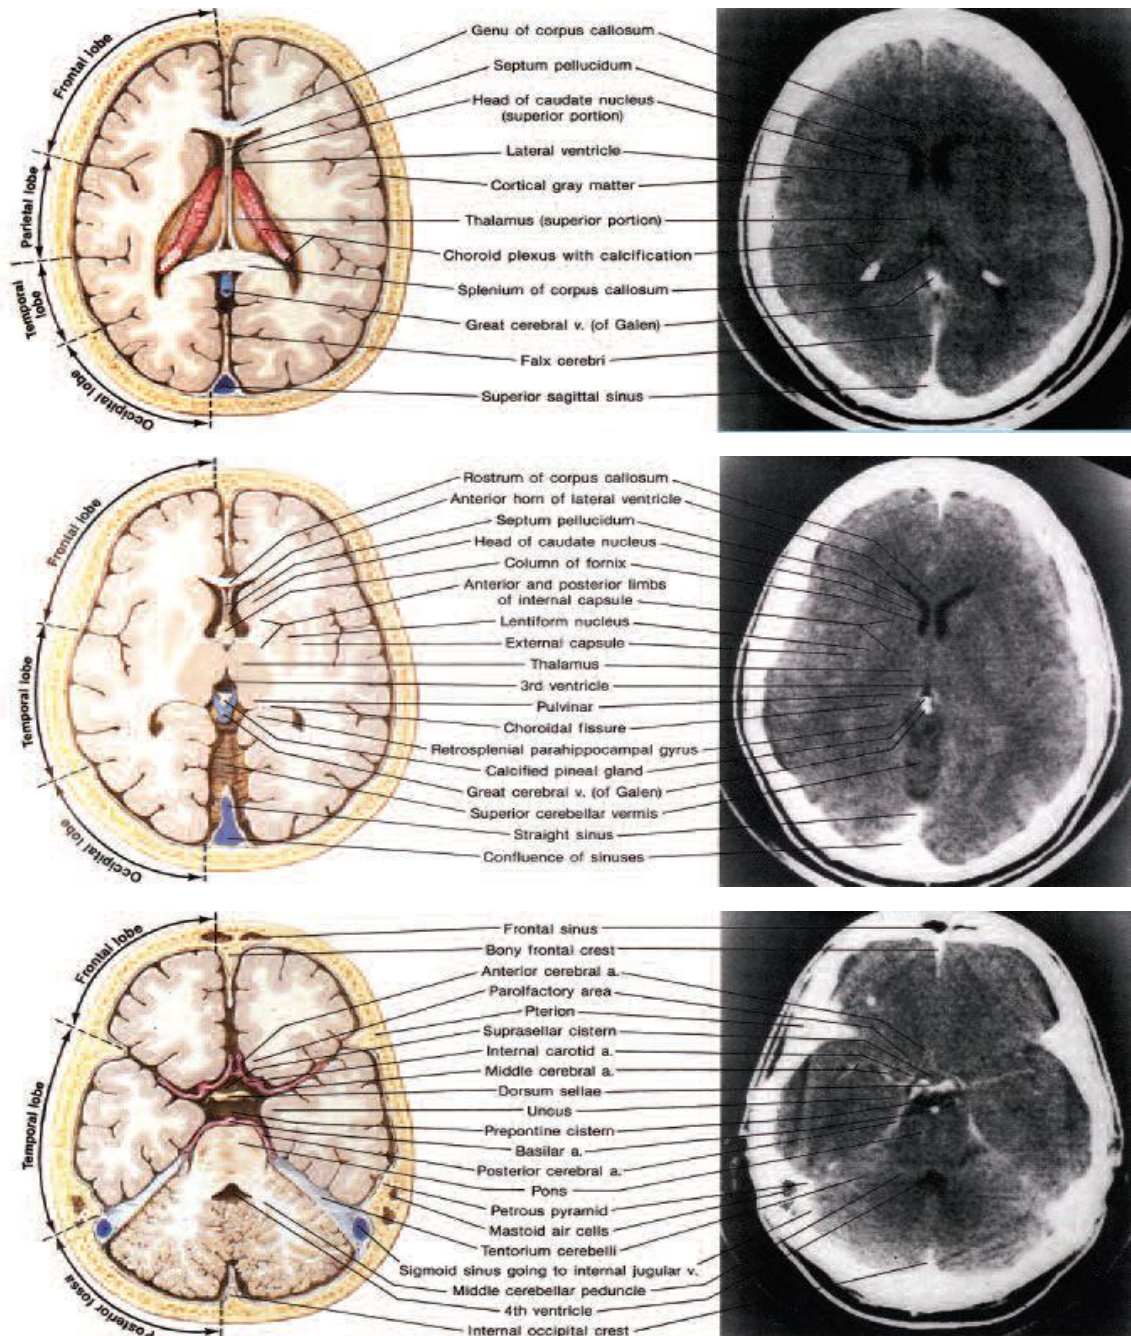 Frontal lobe
Parietal lobe
Temporal
lobe
Occipital lobe
Genu of corpus callosum
Septum pellucidum
Head of caudate nucleus
(superior portion)
Lateral ventricle
Cortical gray matter
Thalamus (superior portion)
Choroid plexus with calcification
Splenium of corpus callosum
Great cerebral v. (of Galen)
Falx cerebri
Superior sagittal sinus
Frontal lobe
Temporal lobe
Occipital lobe
Rostrum of corpus callosum
Anterior horn of lateral ventricle
Septum pellucidum
Head of caudate nucleus
Column of fornix
Anterior and posterior limbs
of internal capsule
Lentiform nucleus
External capsule
Thalamus
3rd ventricle
Pulvinar
Choroidal fissure
Retrosplenial parahippocampal gyrus
Calcified pineal gland
Great cerebral v. (of Galen)
Superior cerebellar vermis
Straight sinus
Confluence of sinuses
Frontal lobe
Temporal lobe
Posterior fossa
Frontal sinus
Bony frontal crest
Anterior cerebral a.
Parolfactory area
Pterion
Suprasellar cistern
Internal carotid a.
Middle cerebral a.
Dorsum sellae
Uncus
Prepontine cistern
Basilar a.
Posterior cerebral a.
Pons
Petrous pyramid
Mastoid air cells
Tentorium cerebelli
Sigmoid sinus going to internal jugular v.
Middle cerebellar peduncle
4th ventricle
Internal occipital crest